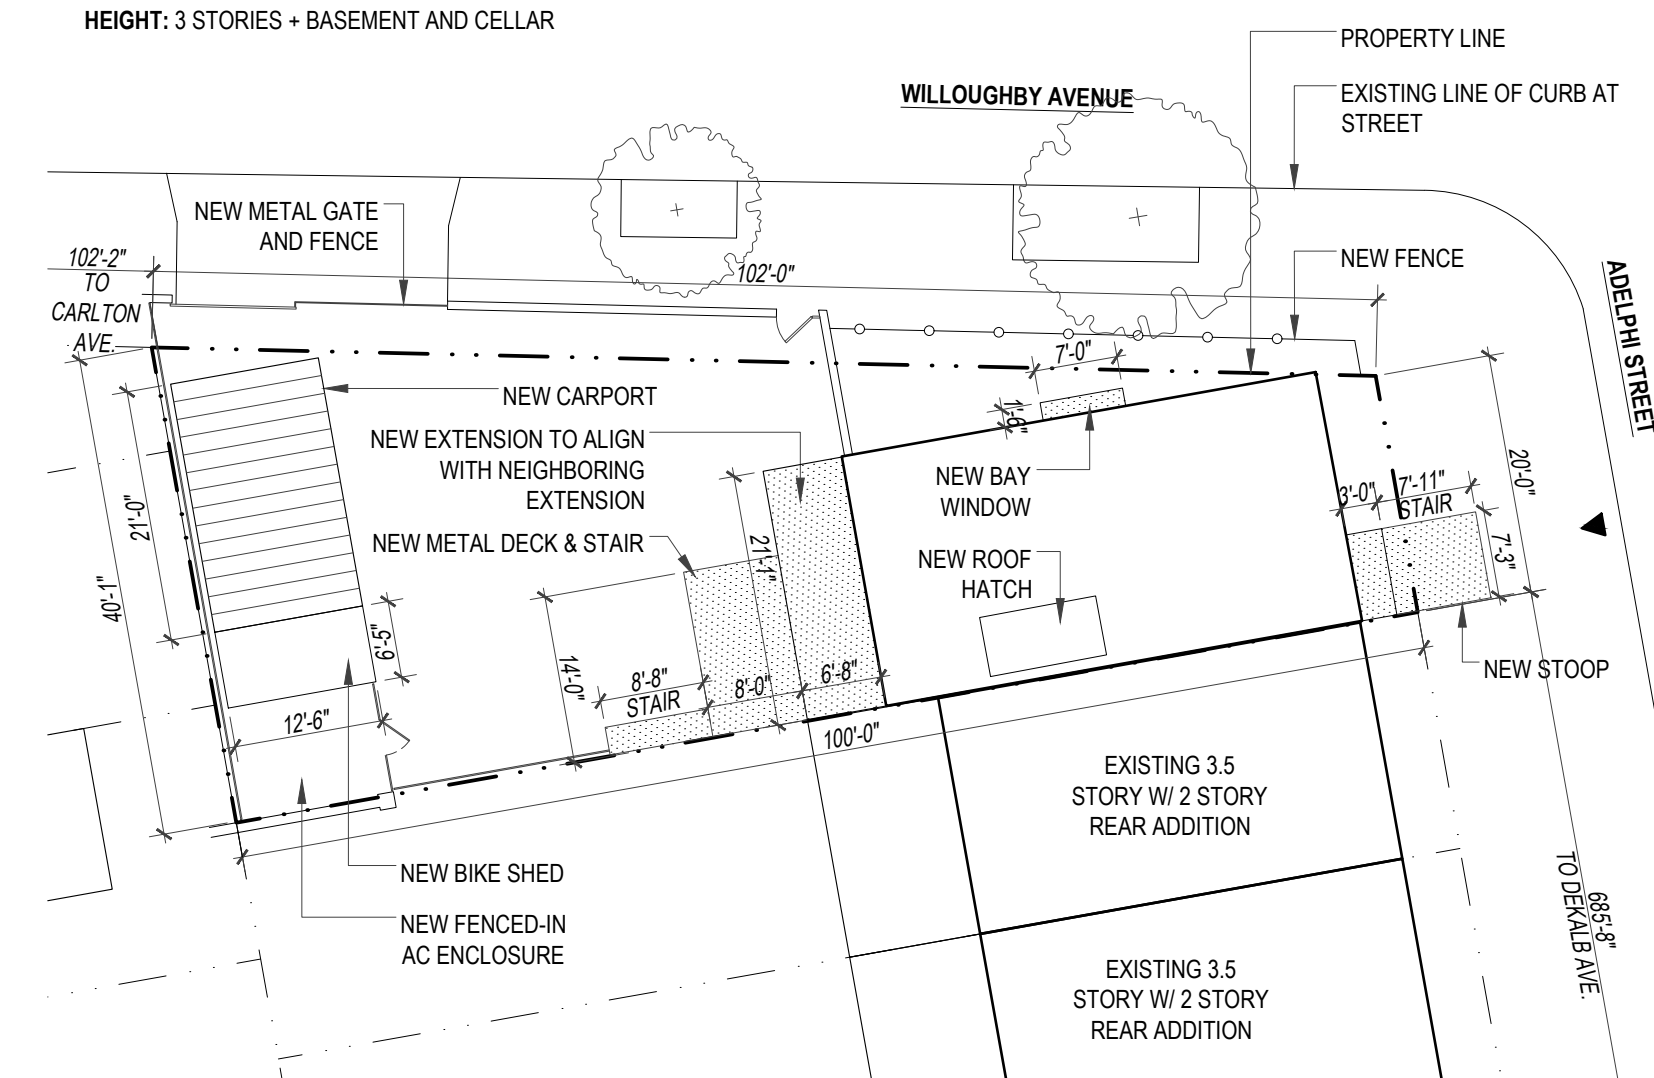 HEIGHT: 3 STORIES + BASEMENT AND CELLAR
PROPERTY LINE
WILLOUGHBY AVENUE
EXISTING LINE OF CURB AT
STREET
NEW METAL GATE
AND FENCE
102'-2"
TO
CARLTON
AVE.
102'-0"
NEW FENCE
ADELPHI STREET
7'-0"
NEW CARPORT
1'-6"
NEW EXTENSION TO ALIGN
WITH NEIGHBORING
EXTENSION
NEW BAY
WINDOW
20'-0"
3'-0"
7'-11"
STAIR
21'-0"
NEW METAL DECK & STAIR
21'-1"
NEW ROOF
HATCH
7'-3"
40'-1"
6'-5"
14'-0"
8'-8"
STAIR
8'-0"
6'-8"
NEW STOOP
12'-6"
100'-0"
EXISTING 3.5
STORY W/ 2 STORY
REAR ADDITION
NEW BIKE SHED
NEW FENCED-IN
AC ENCLOSURE
685'-8"
TO DEKALB AVE.
EXISTING 3.5
STORY W/ 2 STORY
REAR ADDITION